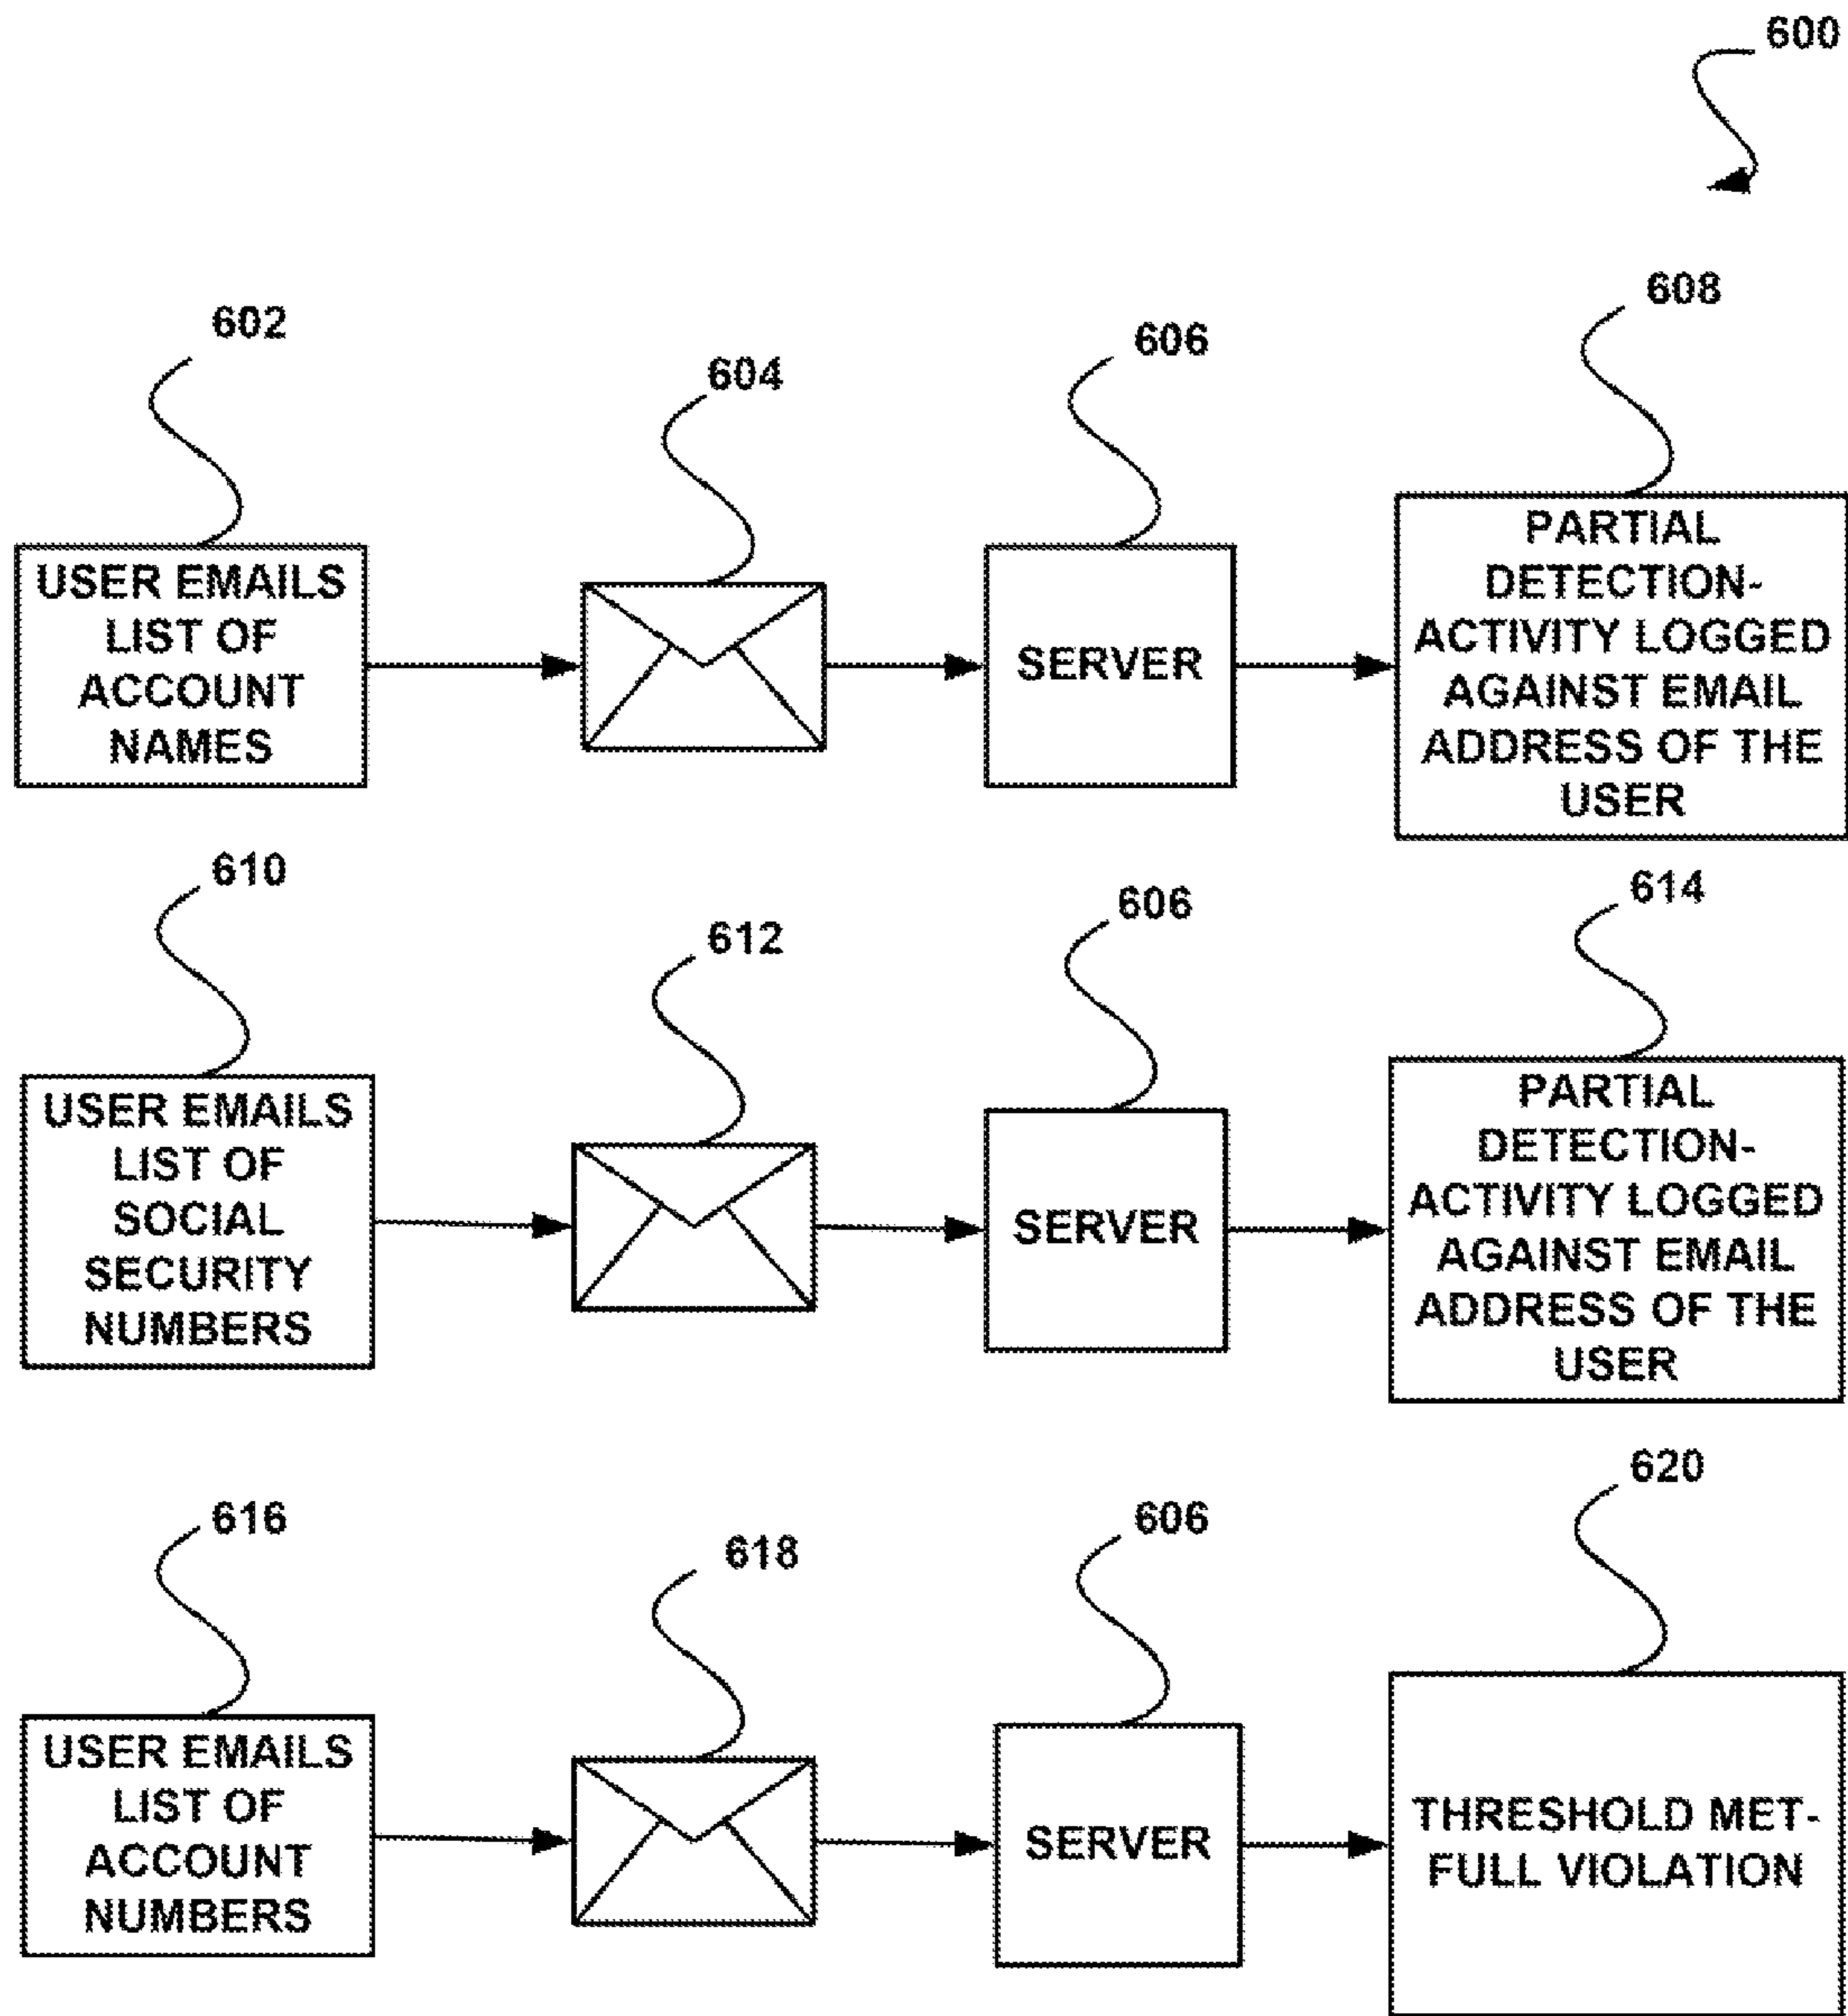 600
602
604
606
608
USER EMAILS
LIST OF
ACCOUNT
NAMES
SERVER
PARTIAL
DETECTION-
ACTIVITY LOGGED
AGAINST EMAIL
ADDRESS OF THE
USER
610
612
606
614
USER EMAILS
LIST OF
SOCIAL
SECURITY
NUMBERS
SERVER
PARTIAL
DETECTION-
ACTIVITY LOGGED
AGAINST EMAIL
ADDRESS OF THE
USER
616
618
606
620
USER EMAILS
LIST OF
ACCOUNT
NUMBERS
SERVER
THRESHOLD MET-
FULL VIOLATION